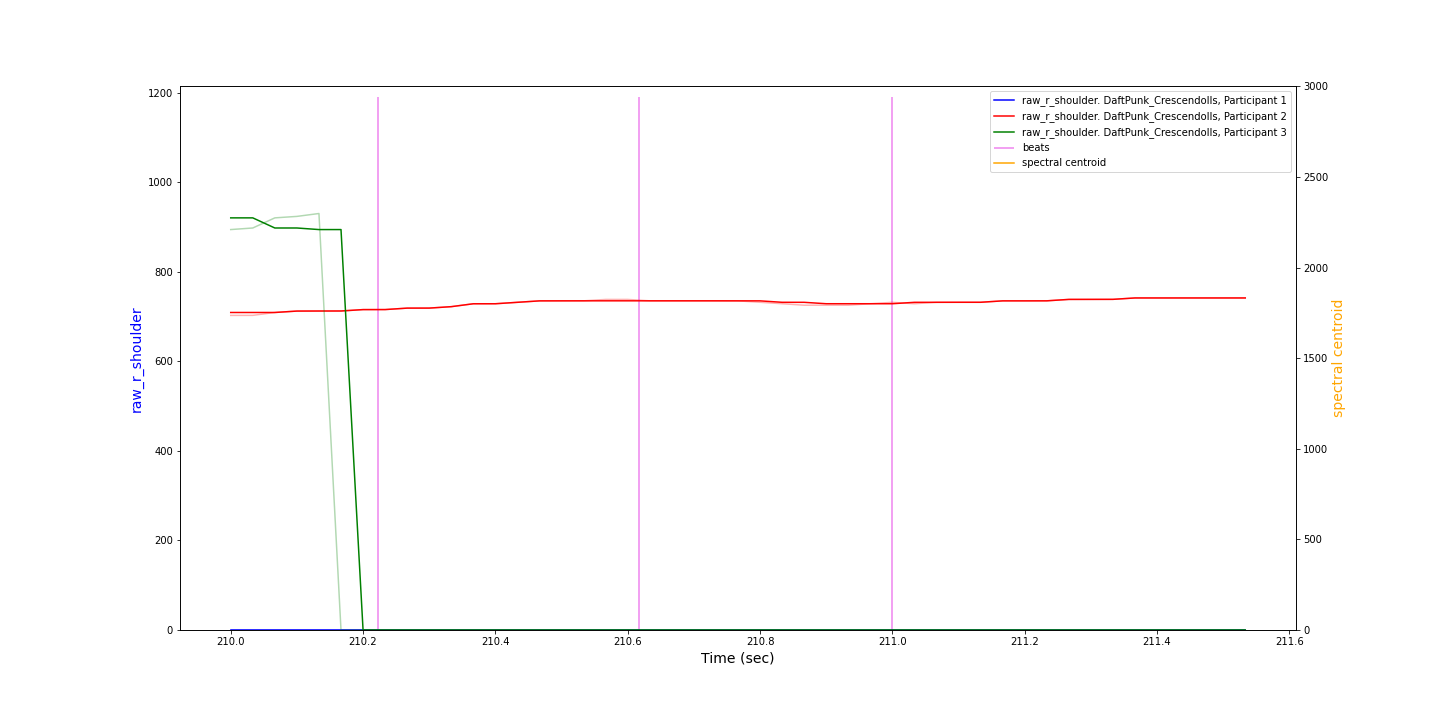 raw_r_shoulder. DaftPunk_Crescendolls, Participant 1
raw_r_shoulder. DaftPunk_Crescendolls, Participant 2
raw_r_shoulder. DaftPunk_Crescendolls, Participant 3
beats
spectral centroid
raw_r_shoulder
1200
1000
800
600
400
200
0
3000
2500
2000
1500
1000
500
0
spectral centroid
210.0 210.2 210.4 210.6 210.8 211.0 211.2 211.4 211.6
Time (sec)